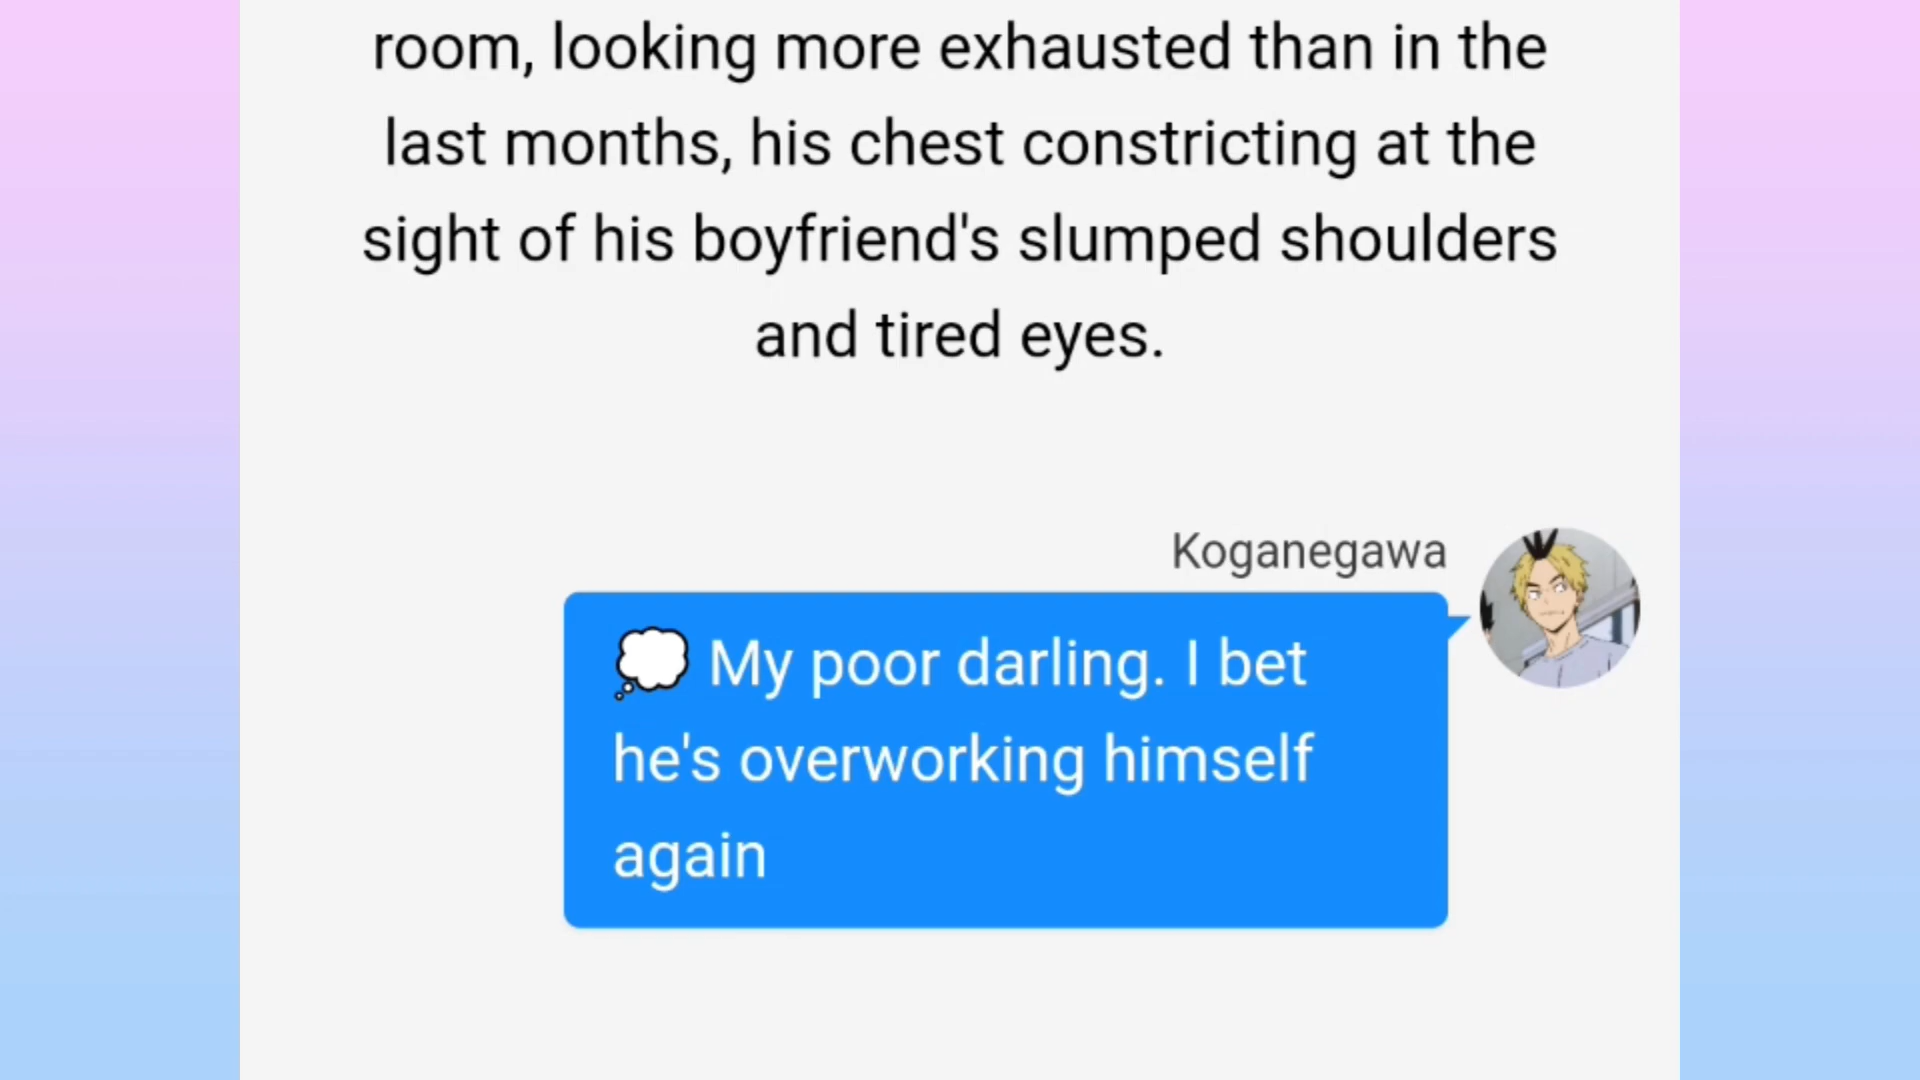 room, looking more exhausted than in the
last months, his chest constricting at the
sight of his boyfriend's slumped shoulders
and tired eyes.
Koganegawa
💭 My poor darling. I bet
he's overworking himself
again